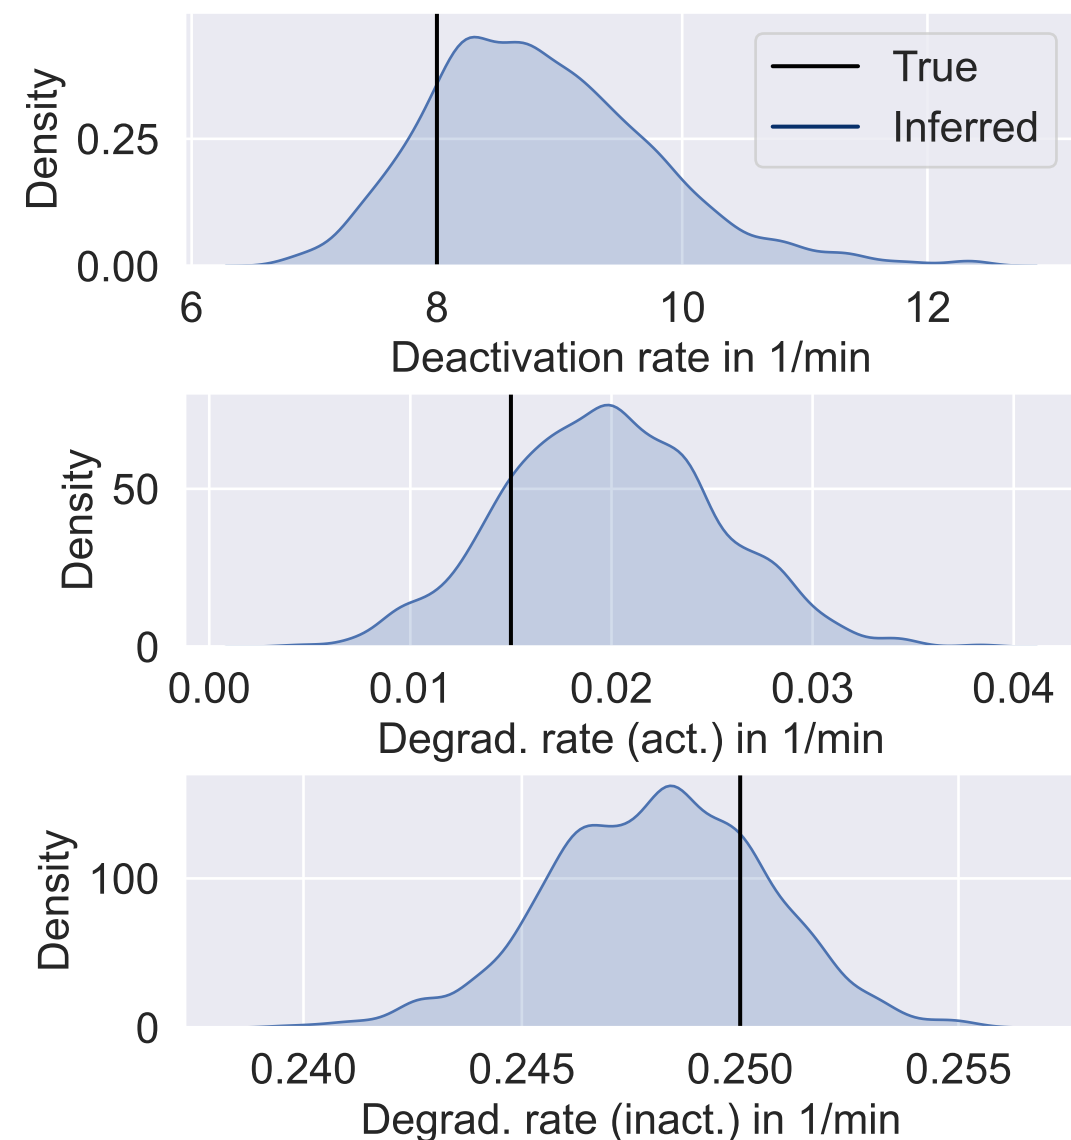 Density
0.25
0.00
True
Inferred
6 8 10 12
Deactivation rate in 1/min
Density
50
0
0.00 0.01 0.02 0.03 0.04
Degrad. rate (act.) in 1/min
Density
100
0
0.240 0.245 0.250 0.255
Degrad. rate (inact.) in 1/min